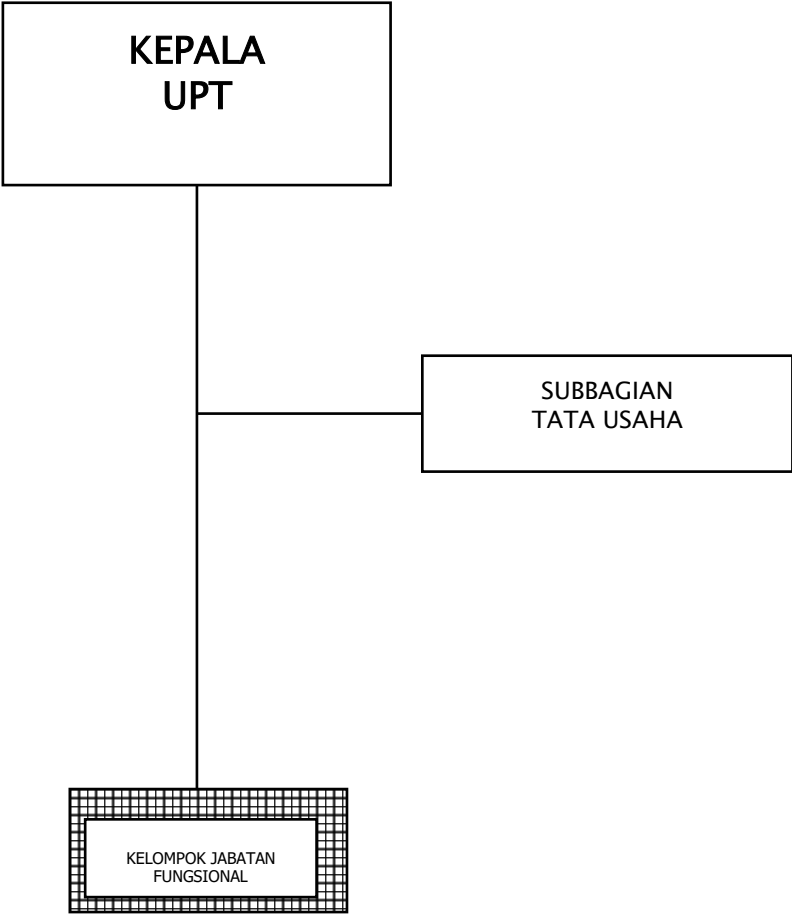 KEPALA
UPT
SUBBAGIAN
TATA USAHA
KELOMPOK JABATAN
FUNGSIONAL